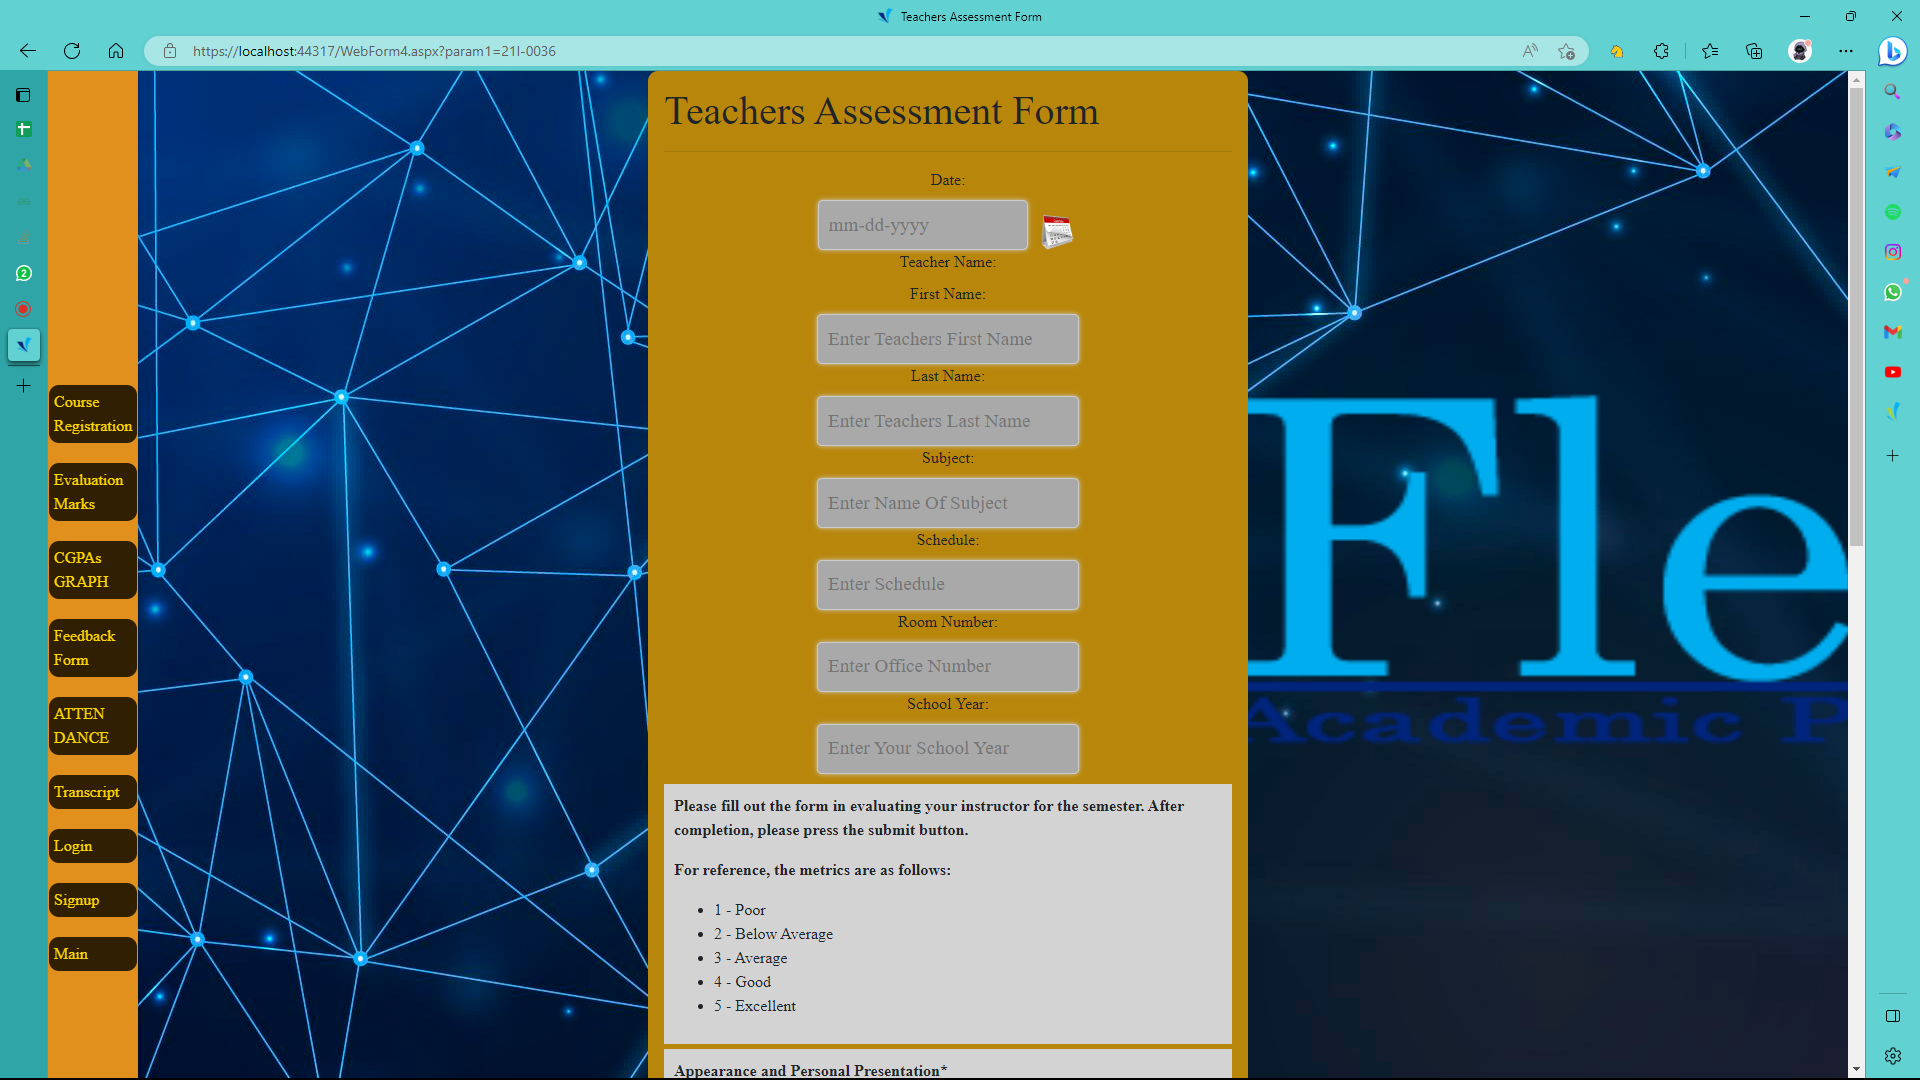 Teachers Assessment Form
https://localhost:44317/WebForm4.aspx?param1=21I-0036
2
Course
Registration
Evaluation
Marks
CGPAs
GRAPH
Feedback
Form
ATTEN
DANCE
Transcript
Login
Signup
Main
Teachers Assessment Form
Date:
mm-dd-yyyy
Teacher Name:
First Name:
Enter Teachers First Name
Last Name:
Enter Teachers Last Name
Subject:
Enter Name Of Subject
Schedule:
Enter Schedule
Room Number:
Enter Office Number
School Year:
Enter Your School Year
Please fill out the form in evaluating your instructor for the semester. After
completion, please press the submit button.
For reference, the metrics are as follows:
• 1 - Poor
• 2 - Below Average
• 3 - Average
• 4 - Good
• 5 - Excellent
Appearance and Personal Presentation*
Fle
Academic P